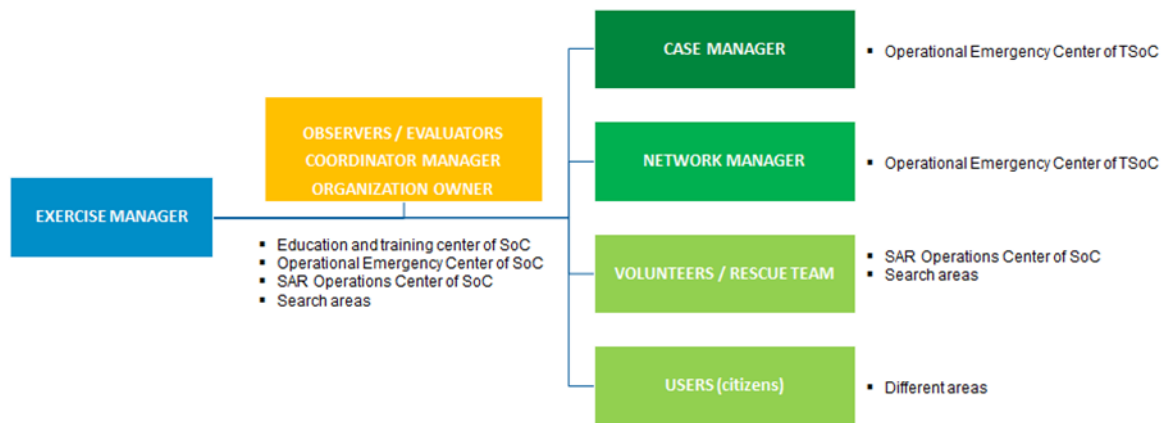 EXERCISE MANAGER
OBSERVERS / EVALUATORS
COORDINATOR MANAGER
ORGANIZATION OWNER
▪ Education and training center of SoC
▪ Operational Emergency Center of SoC
▪ SAR Operations Center of SoC
▪ Search areas
CASE MANAGER
▪ Operational Emergency Center of TSoC
NETWORK MANAGER
▪ Operational Emergency Center of TSoC
VOLUNTEERS / RESCUE TEAM
▪ SAR Operations Center of SoC
▪ Search areas
USERS (citizens)
▪ Different areas